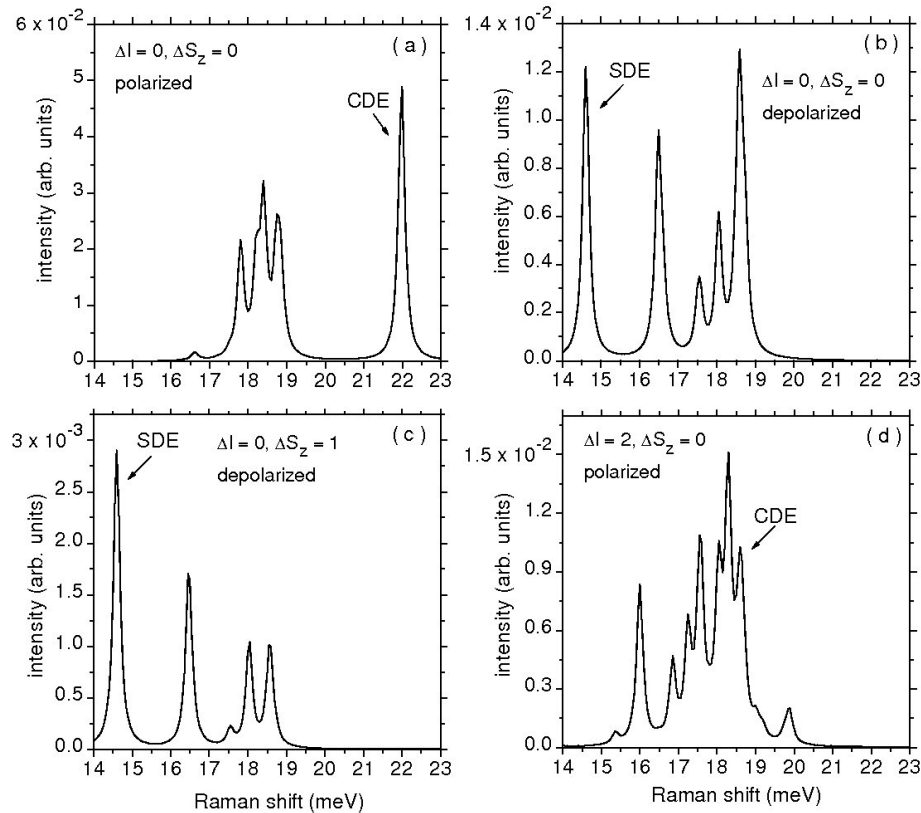 6 x 10⁻²
5
4
3
2
1
0
intensity (arb. units)
Δl = 0, ΔS_z = 0
polarized
CDE
( a )
14 15 16 17 18 19 20 21 22 23
1.4 x 10⁻²
1.2
1.0
0.8
0.6
0.4
0.2
0.0
intensity (arb. units)
SDE
( b )
Δl = 0, ΔS_z = 0
depolarized
14 15 16 17 18 19 20 21 22 23
3 x 10⁻³
2.5
2.0
1.5
1.0
0.5
0.0
intensity (arb. units)
SDE
Δl = 0, ΔS_z = 1
depolarized
( c )
14 15 16 17 18 19 20 21 22 23
Raman shift (meV)
1.5 x 10⁻²
1.2
0.9
0.6
0.3
0.0
intensity (arb. units)
Δl = 2, ΔS_z = 0
polarized
CDE
( d )
14 15 16 17 18 19 20 21 22 23
Raman shift (meV)